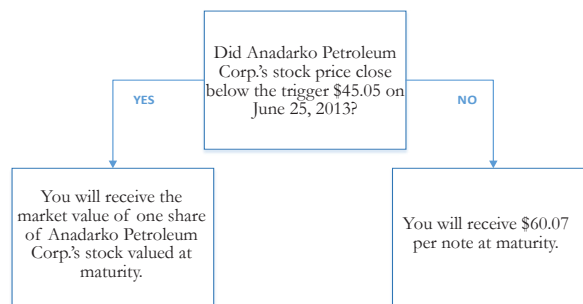 Did Anadarko Petroleum
Corp.'s stock price close
below the trigger $45.05 on
June 25, 2013?
YES
NO
You will receive the
market value of one share
of Anadarko Petroleum
Corp.'s stock valued at
maturity.
You will receive $60.07
per note at maturity.